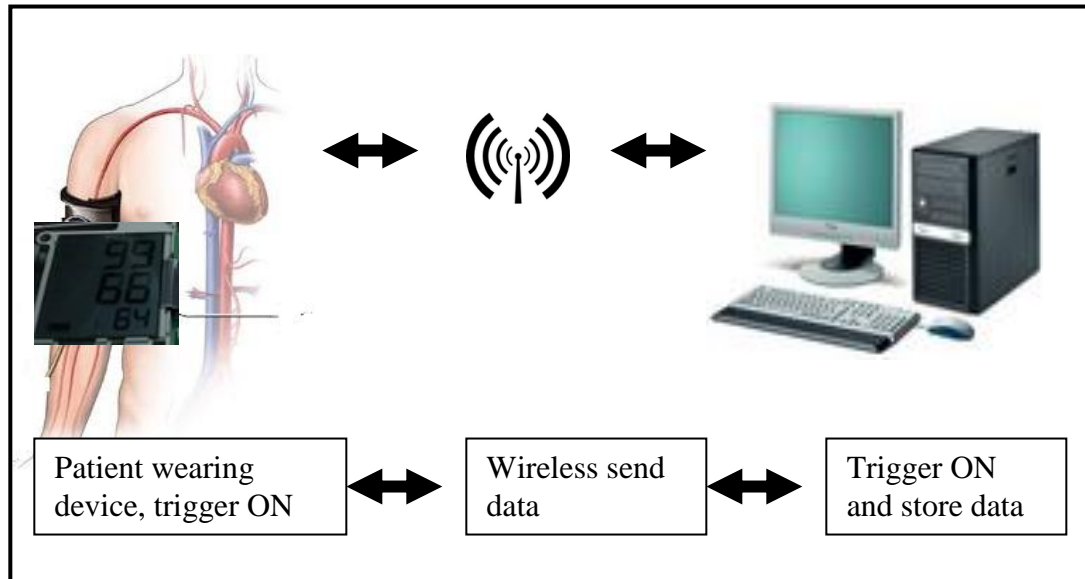 93
66
64
Patient wearing
device, trigger ON
Wireless send
data
Trigger ON
and store data